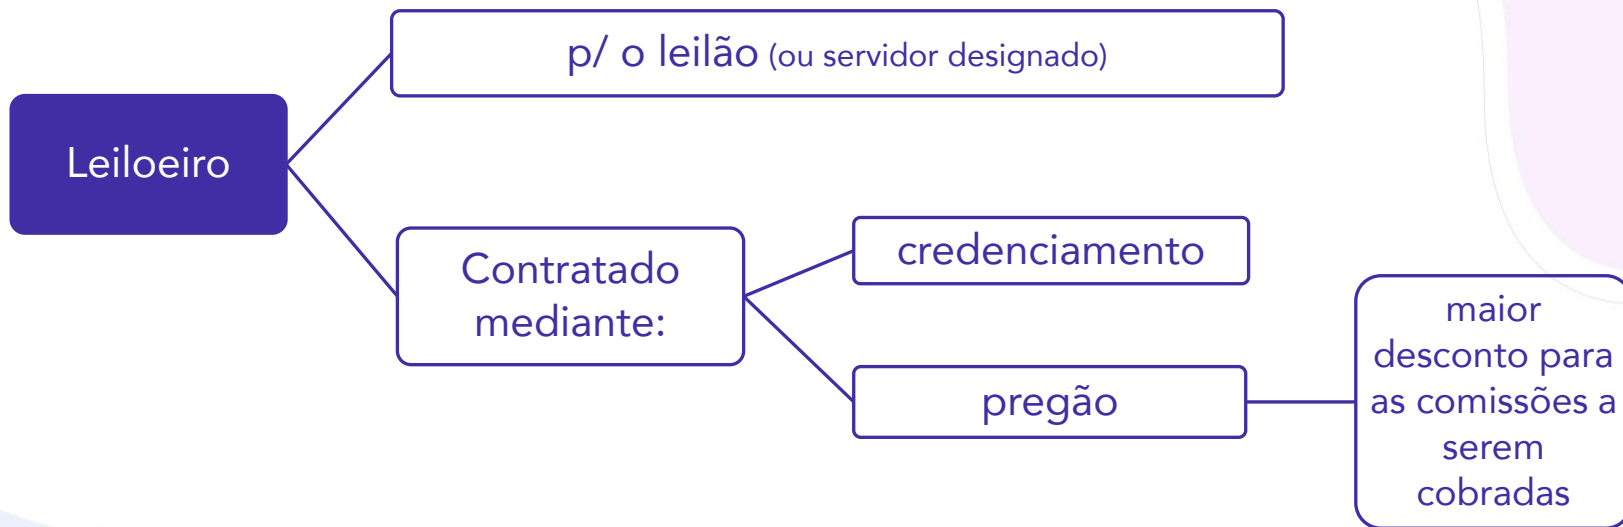 p/ o leilão (ou servidor designado)
Leiloeiro
Contratado
mediante:
credenciamento
pregão
maior
desconto para
as comissões a
serem
cobradas